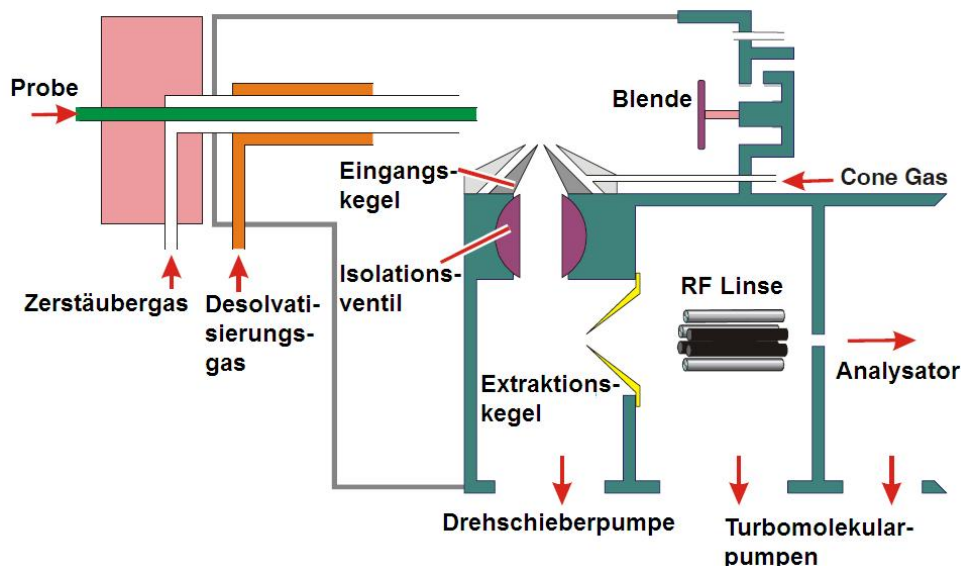 Probe
Blende
Eingangs-
kegel
Cone Gas
Isolations-
ventil
Zerstäubergas
Desolvati-
sierungs-
gas
RF Linse
Extraktions-
kegel
Analysator
Drehschieberpumpe
Turbomolekular-
pumpen